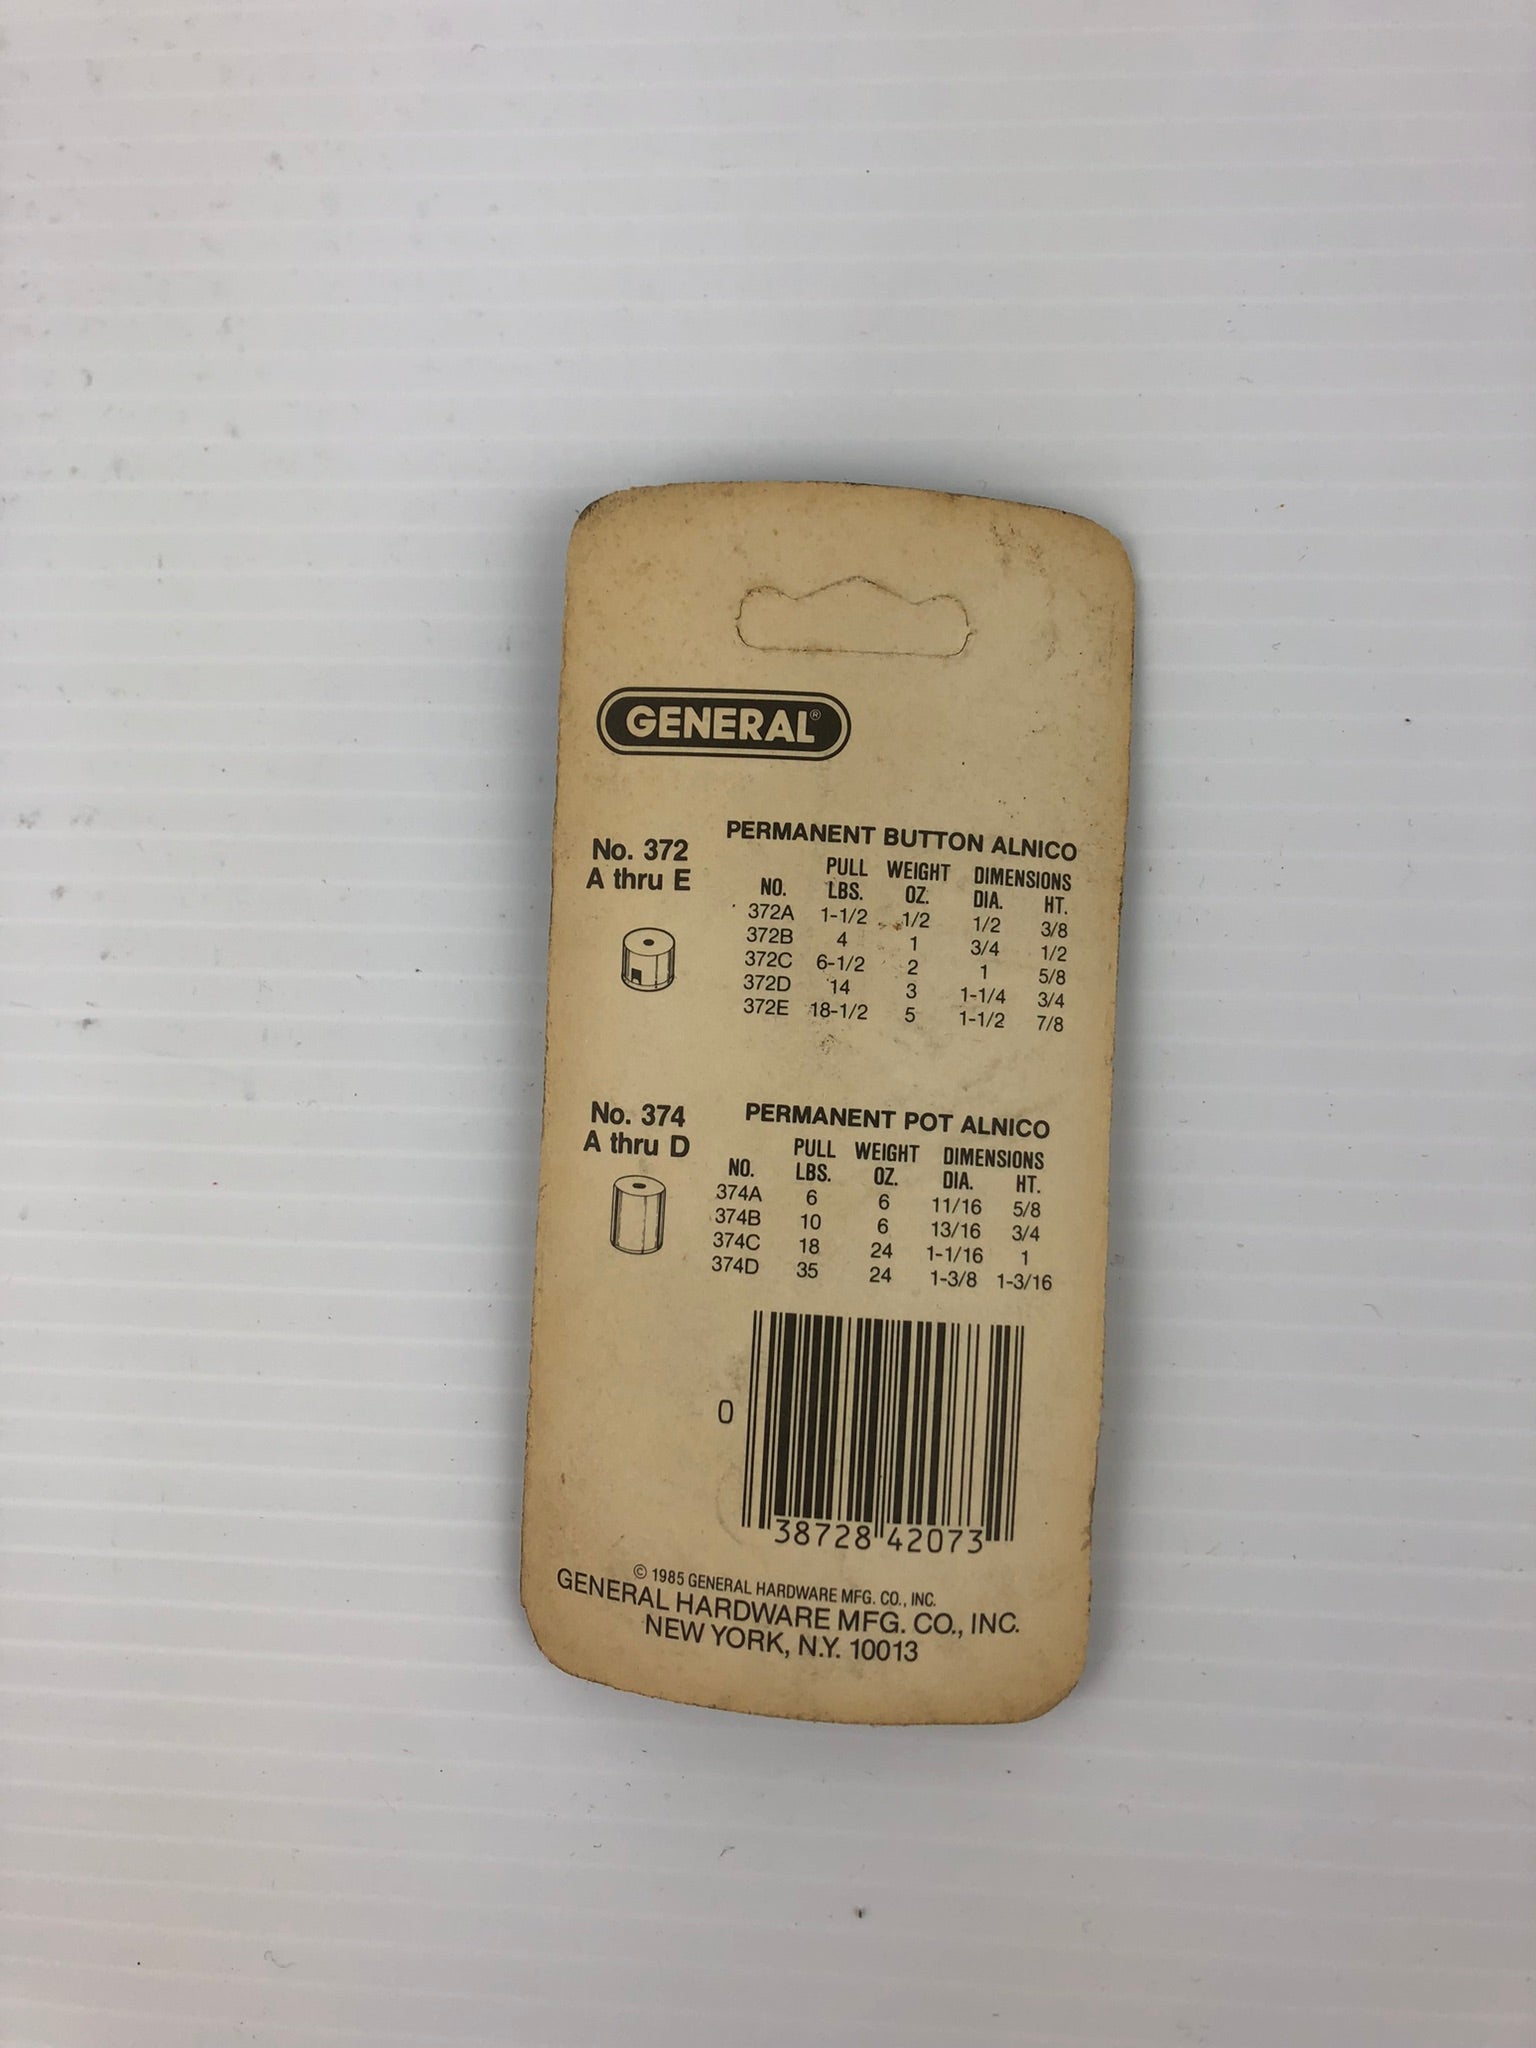 GENERAL®
No. 372
A thru E
PERMANENT BUTTON ALNICO
PULL WEIGHT DIMENSIONS
NO. LBS. OZ. DIA. HT.
372A 1-1/2 1/2 1/2 3/8
372B 4 1 3/4 1/2
372C 6-1/2 2 1 5/8
372D 14 3 1-1/4 3/4
372E 18-1/2 5 1-1/2 7/8
No. 374
A thru D
PERMANENT POT ALNICO
PULL WEIGHT DIMENSIONS
NO. LBS. OZ. DIA. HT.
374A 6 6 11/16 5/8
374B 10 6 13/16 3/4
374C 18 24 1-1/16 1
374D 35 24 1-3/8 1-3/16
0 38728 42073
© 1985 GENERAL HARDWARE MFG. CO., INC.
GENERAL HARDWARE MFG. CO., INC.
NEW YORK, N.Y. 10013